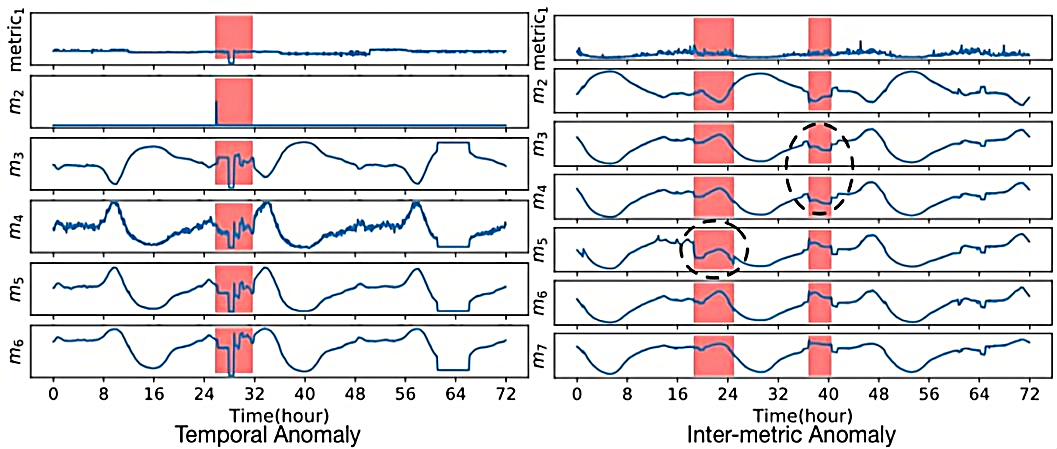 metric1
m2
m3
m4
m5
m6
0 8 16 24 32 40 48 56 64 72
Time(hour)
Temporal Anomaly
metric1
m2
m3
m4
m5
m6
m7
0 8 16 24 32 40 48 56 64 72
Time(hour)
Inter-metric Anomaly